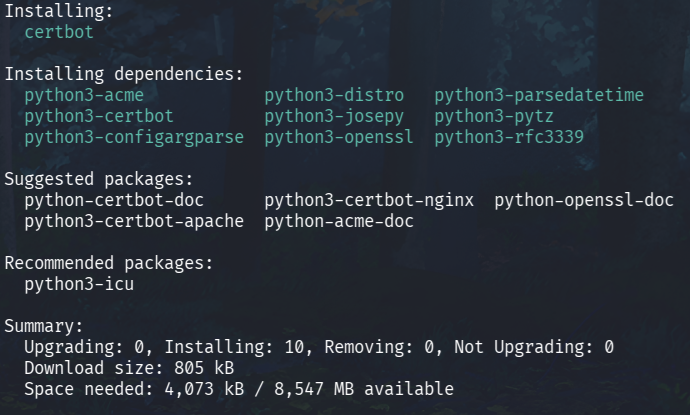 Installing:
  certbot

Installing dependencies:
  python3-acme            python3-distro   python3-parsedatetime
  python3-certbot         python3-josepy   python3-pytz
  python3-configargparse  python3-openssl  python3-rfc3339

Suggested packages:
  python-certbot-doc      python3-certbot-nginx  python-openssl-doc
  python3-certbot-apache  python-acme-doc

Recommended packages:
  python3-icu

Summary:
  Upgrading: 0, Installing: 10, Removing: 0, Not Upgrading: 0
  Download size: 805 kB
  Space needed: 4,073 kB / 8,547 MB available